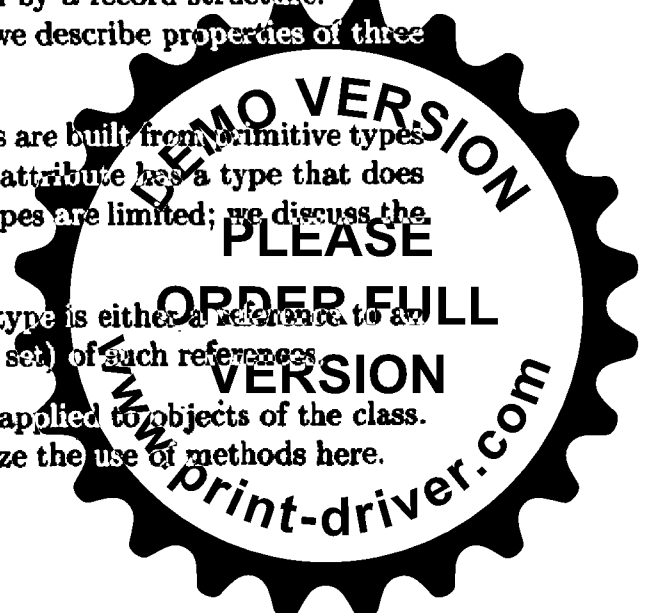 by a record structure.
we describe properties of three
s are built from primitive types
attribute has a type that does
pes are limited; we discuss the
type is either a reference to an
set) of such references.
applied to objects of the class.
ze the use of methods here.
DEMO VERSION
PLEASE
ORDER FULL
VERSION
www.print-driver.com